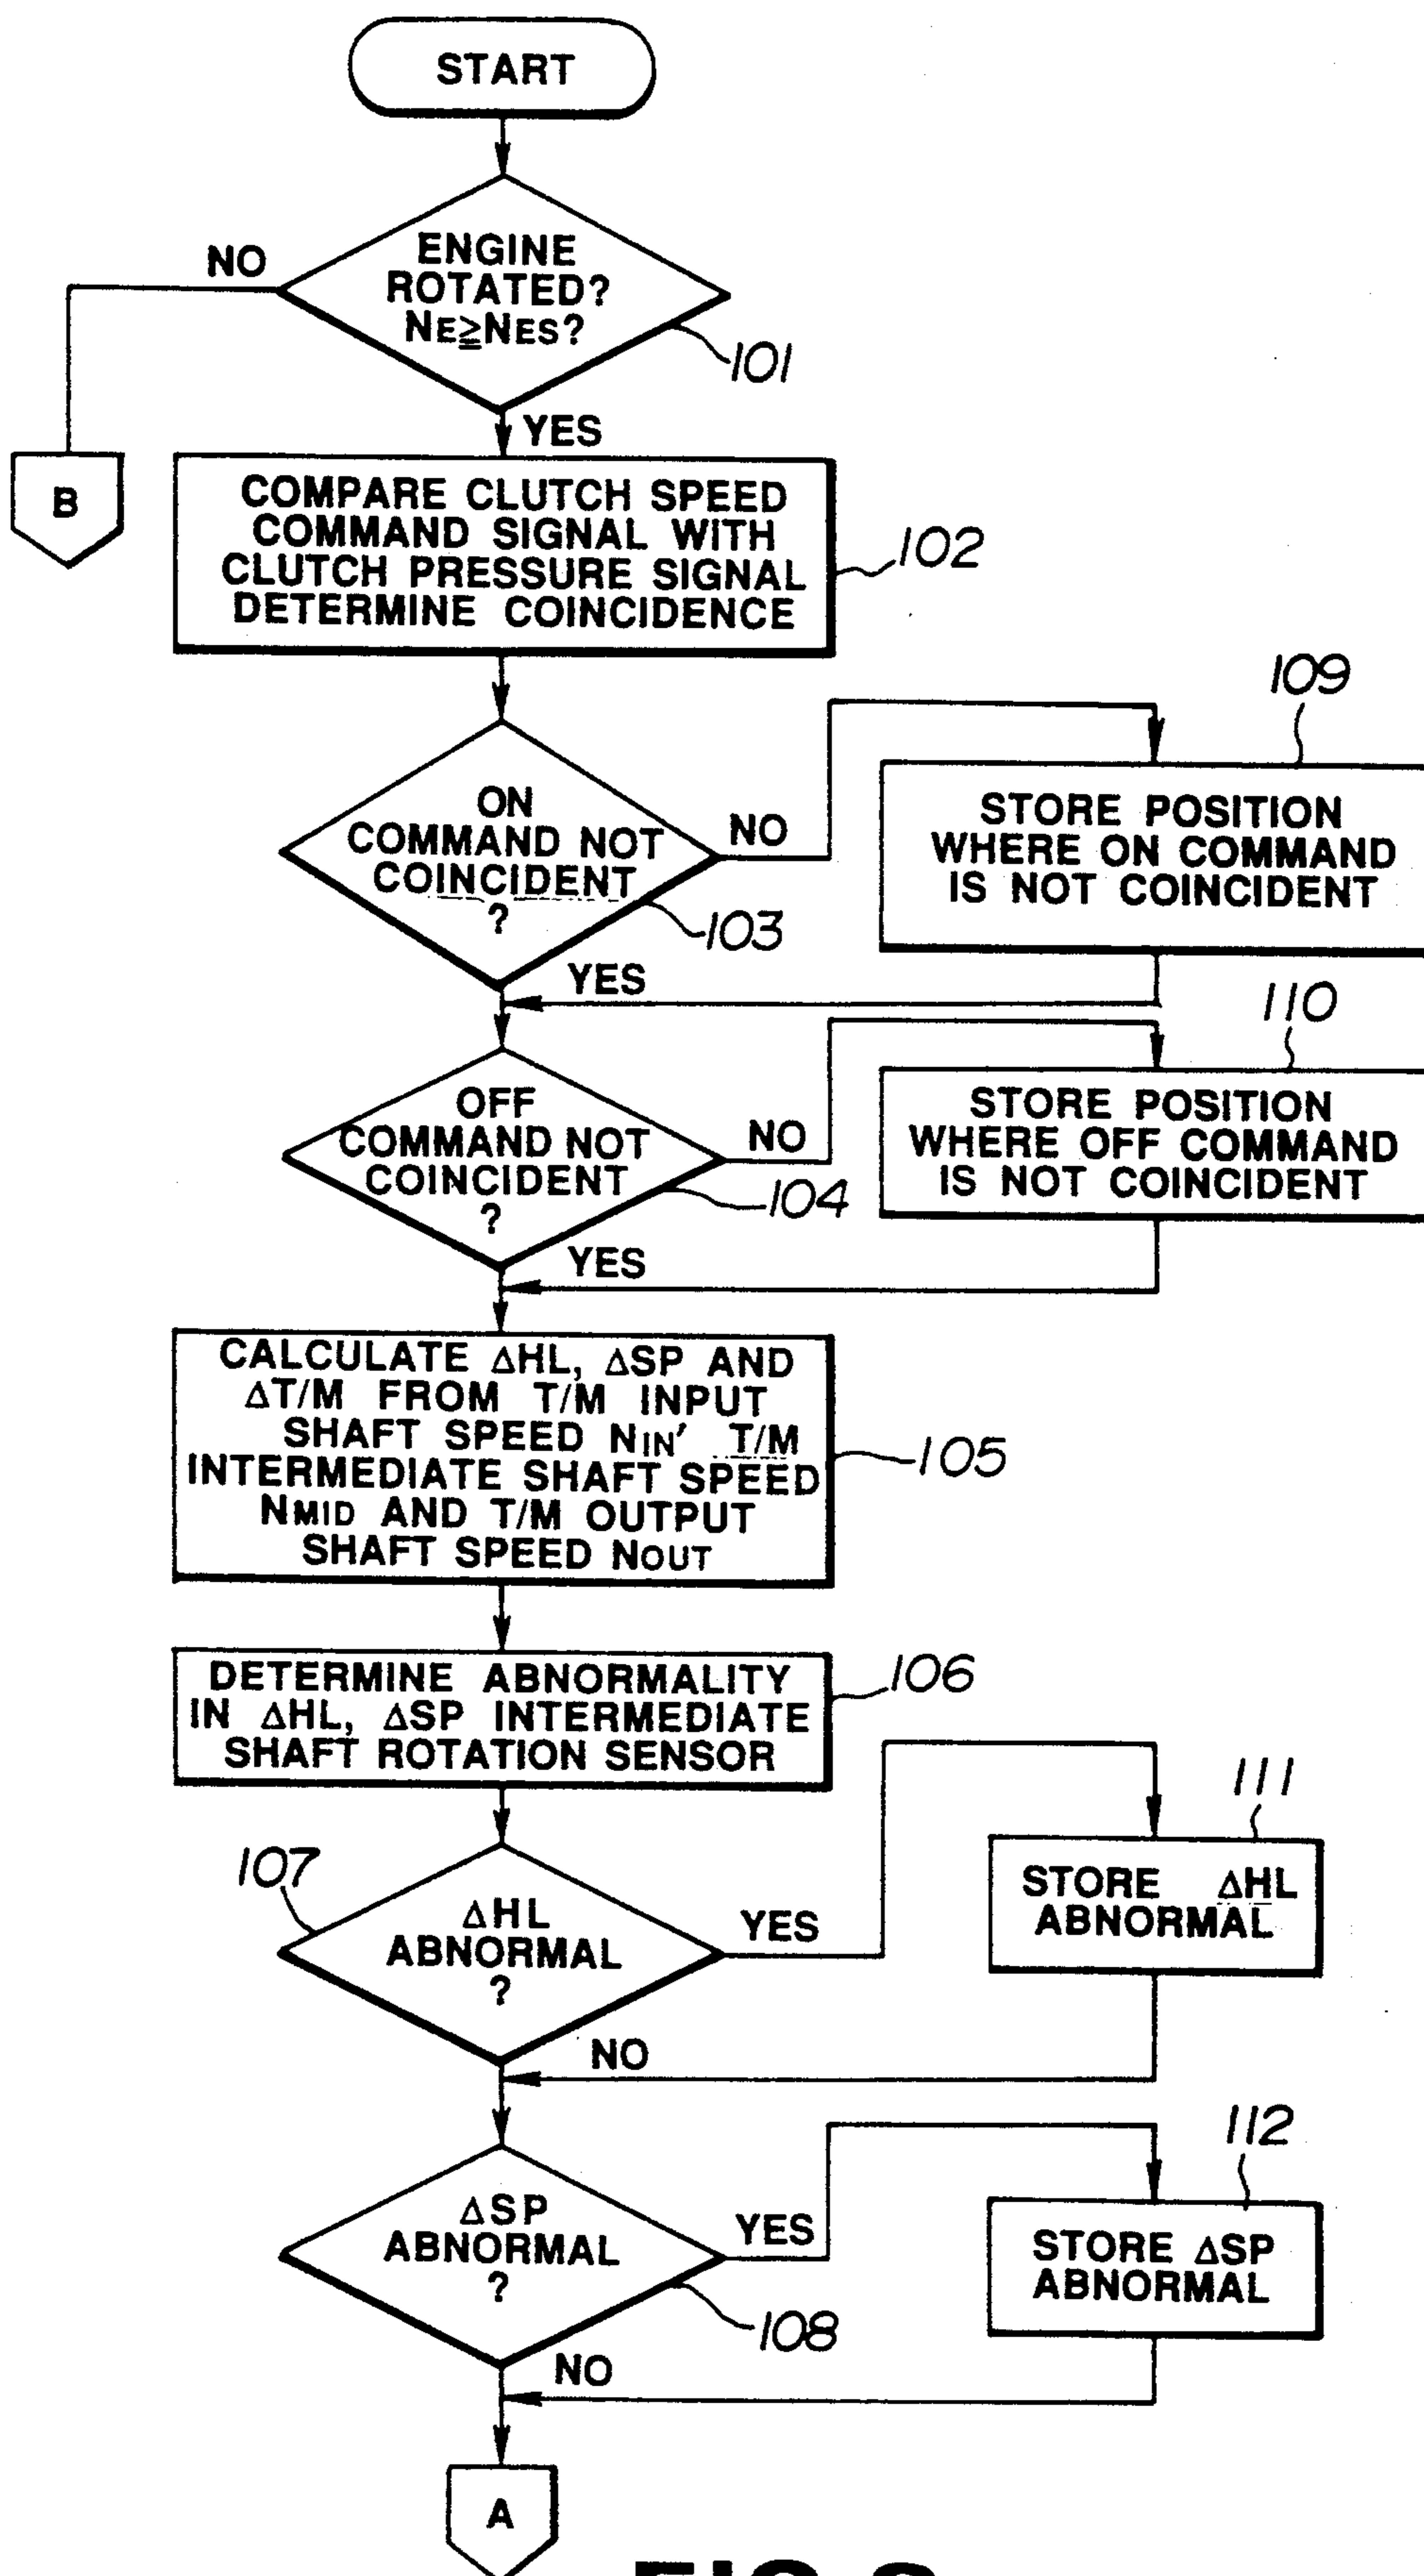 START
ENGINE
ROTATED?
NE≧NES?
NO
101
YES
B
COMPARE CLUTCH SPEED
COMMAND SIGNAL WITH
CLUTCH PRESSURE SIGNAL
DETERMINE COINCIDENCE
102
ON
COMMAND NOT
COINCIDENT
?
NO
103
YES
109
STORE POSITION
WHERE ON COMMAND
IS NOT COINCIDENT
OFF
COMMAND NOT
COINCIDENT
?
NO
104
YES
110
STORE POSITION
WHERE OFF COMMAND
IS NOT COINCIDENT
CALCULATE ΔHL, ΔSP AND
ΔT/M FROM T/M INPUT
SHAFT SPEED NIN' T/M
INTERMEDIATE SHAFT SPEED
NMID AND T/M OUTPUT
SHAFT SPEED NOUT
105
DETERMINE ABNORMALITY
IN ΔHL, ΔSP INTERMEDIATE
SHAFT ROTATION SENSOR
106
107
ΔHL
ABNORMAL
?
YES
NO
111
STORE ΔHL
ABNORMAL
ΔSP
ABNORMAL
?
YES
108
NO
112
STORE ΔSP
ABNORMAL
A